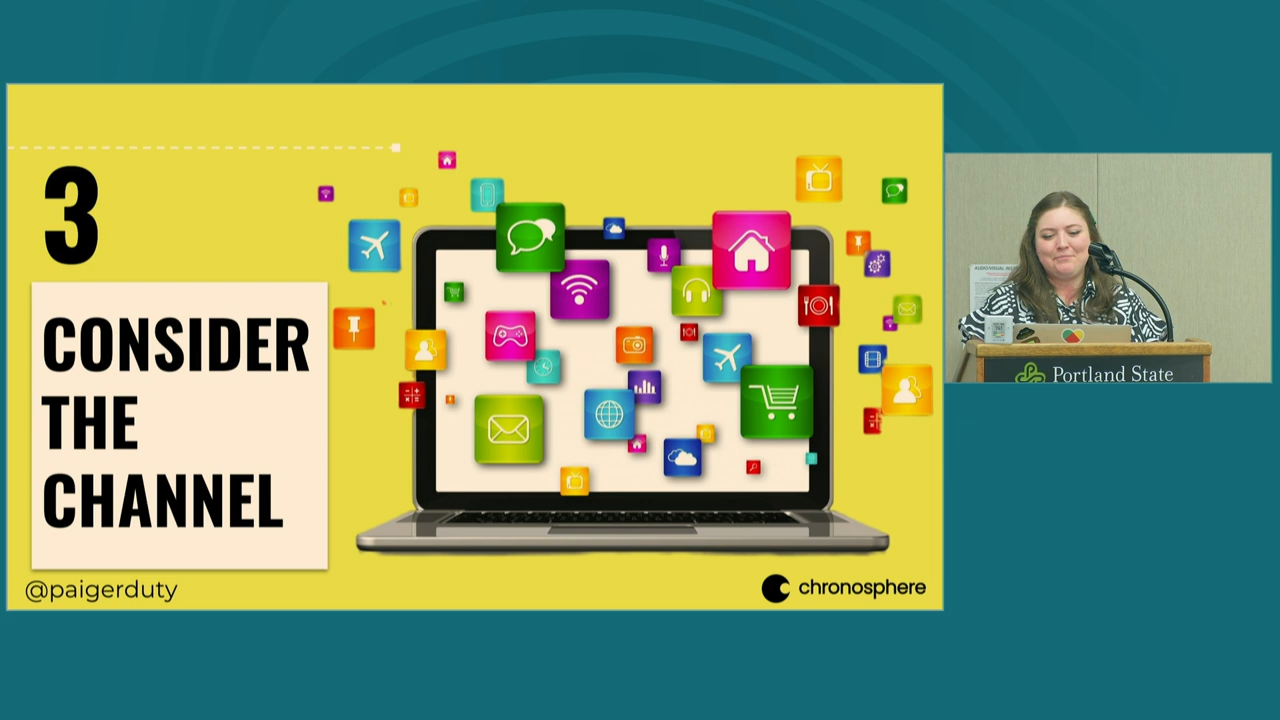 3
CONSIDER
THE
CHANNEL
@paigerduty
chronosphere
Portland State